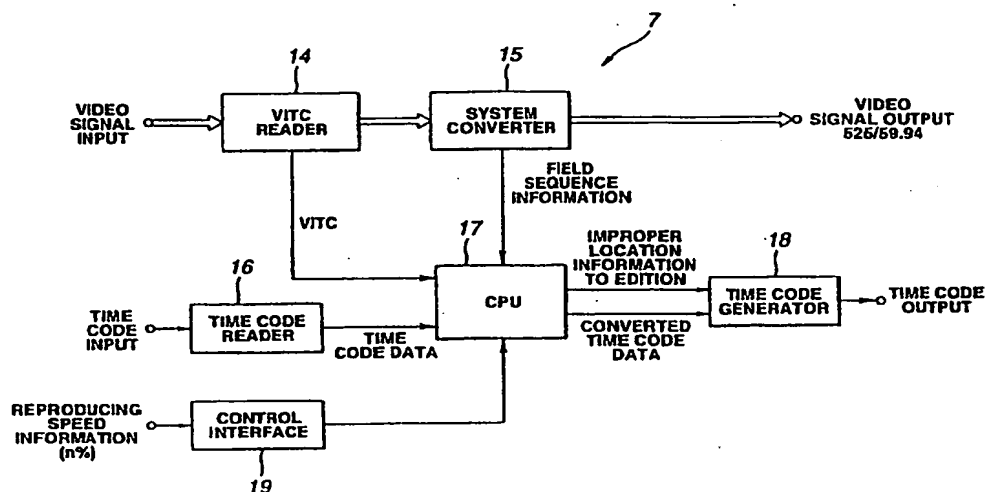 7
14
15
VIDEO
SIGNAL
INPUT
VITC
READER
SYSTEM
CONVERTER
VIDEO
SIGNAL OUTPUT
525/59.94
FIELD
SEQUENCE
INFORMATION
VITC
17
IMPROPER
LOCATION
INFORMATION
TO EDITION
18
16
CPU
TIME CODE
GENERATOR
TIME CODE
OUTPUT
TIME
CODE
INPUT
TIME CODE
READER
TIME
CODE DATA
CONVERTED
TIME CODE
DATA
REPRODUCING
SPEED
INFORMATION
(n%)
CONTROL
INTERFACE
19